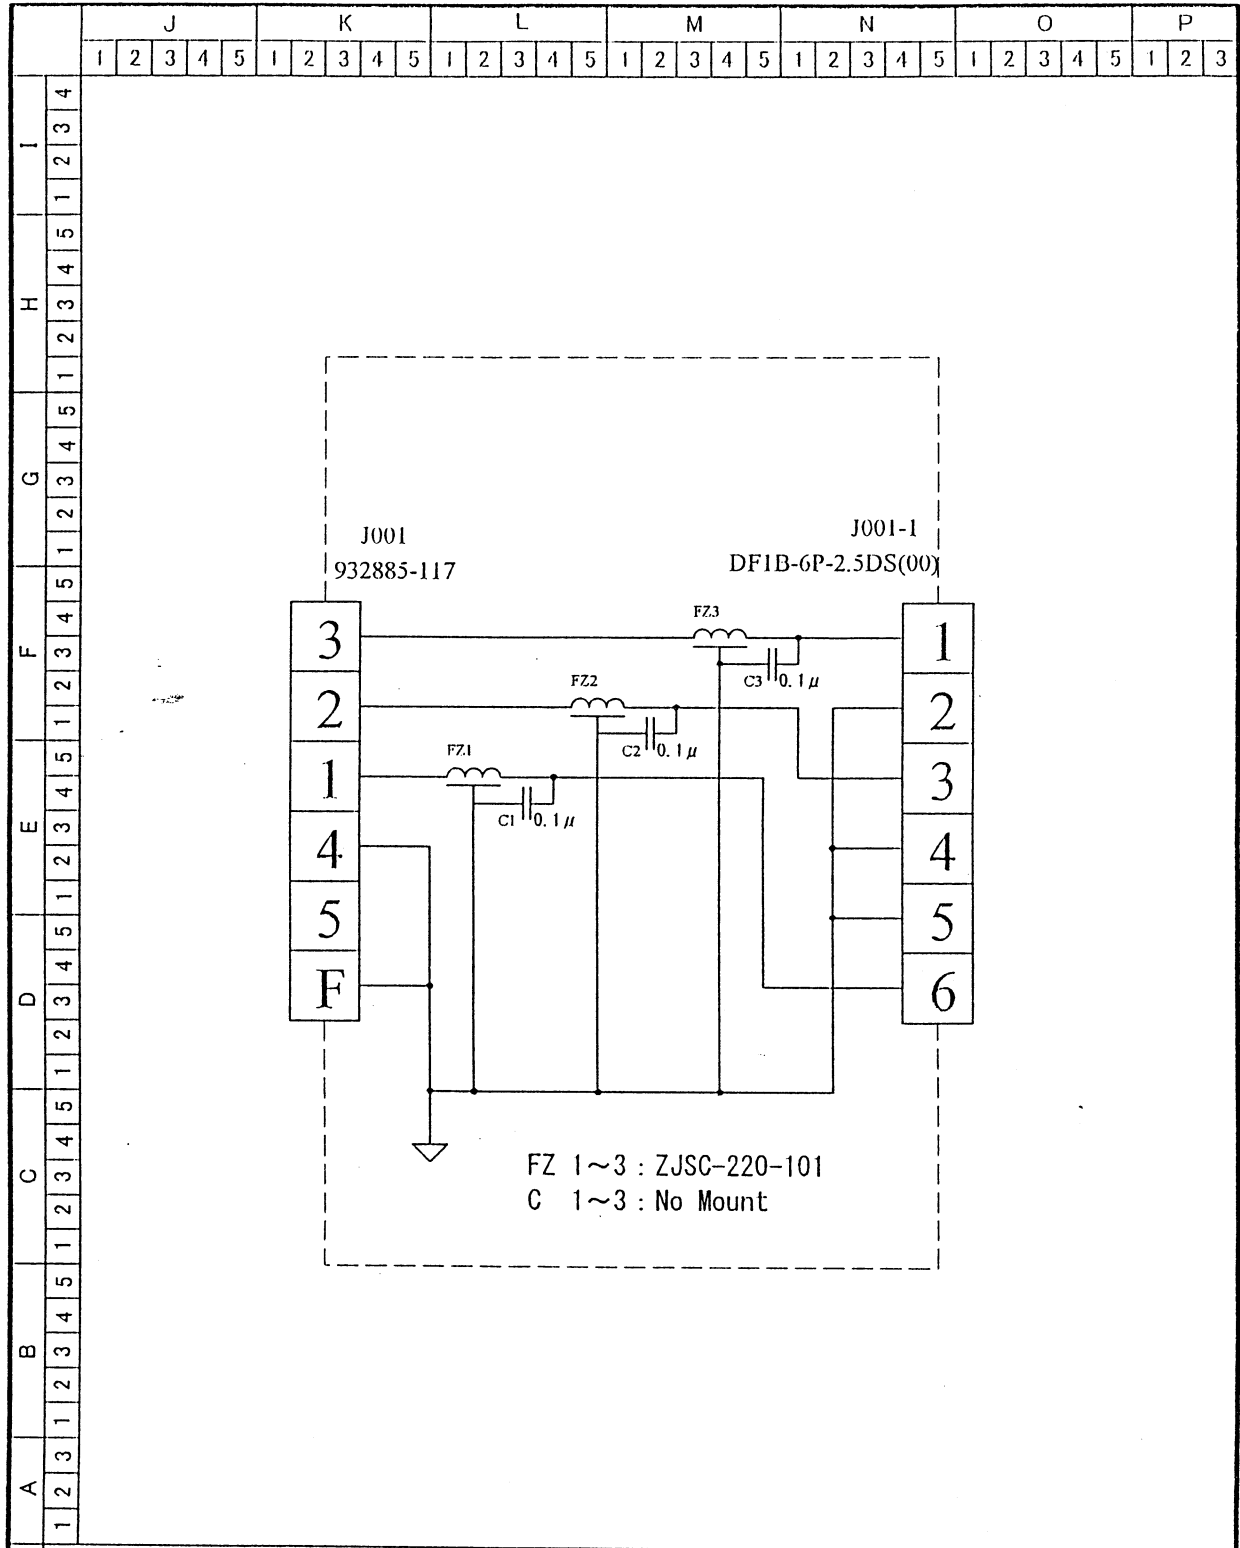 J K L M N O P
1 2 3 4 5 1 2 3 4 5 1 2 3 4 5 1 2 3 4 5 1 2 3 4 5 1 2 3 4 5 1 2 3
I
4
3
2
1
H
5
4
3
2
1
G
5
4
3
2
1
F
5
4
3
2
1
E
5
4
3
2
1
D
5
4
3
2
1
C
5
4
3
2
1
B
5
4
3
2
1
A
3
2
1
J001
932885-117
J001-1
DF1B-6P-2.5DS(00)
3
2
1
4
5
F
FZ3
C3 0.1μ
FZ2
C2 0.1μ
FZ1
C1 0.1μ
1
2
3
4
5
6
FZ 1～3 : ZJSC-220-101
C 1～3 : No Mount